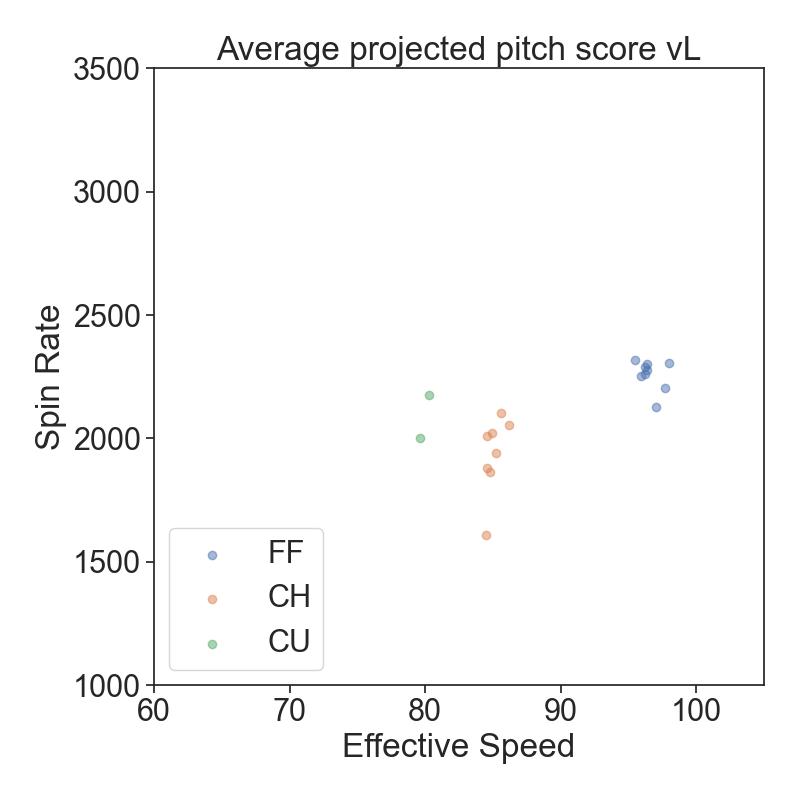 Average projected pitch score vL
3500
3000
2500
2000
1500
1000
Spin Rate
FF
CH
CU
60 70 80 90 100
Effective Speed